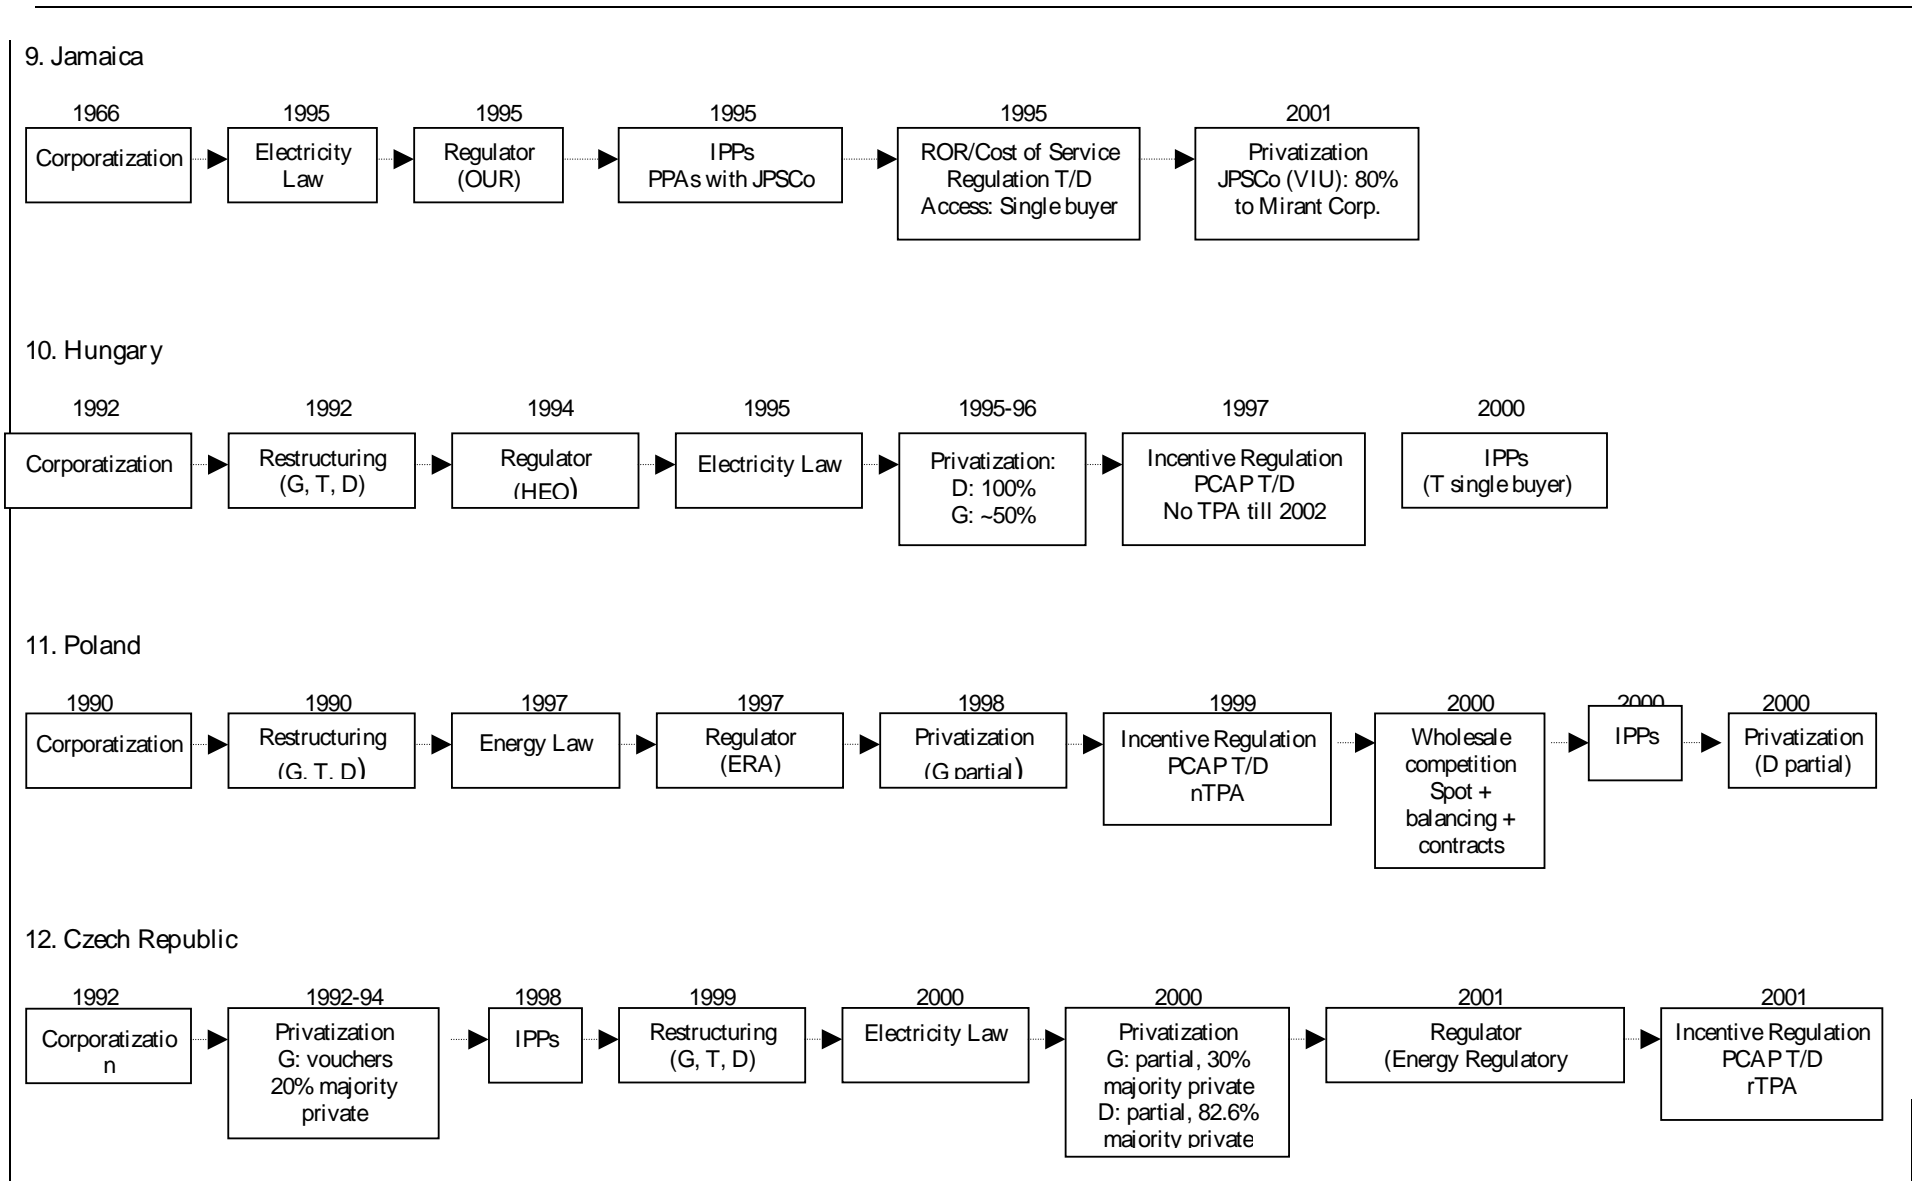 9. Jamaica
1966
1995
1995
1995
1995
2001
Corporatization
Electricity
Law
Regulator
(OUR)
IPPs
PPAs with JPSCo
ROR/Cost of Service
Regulation T/D
Access: Single buyer
Privatization
JPSCo (VIU): 80%
to Mirant Corp.
10. Hungary
1992
1992
1994
1995
1995-96
1997
2000
Corporatization
Restructuring
(G, T, D)
Regulator
(HEO)
Electricity Law
Privatization:
D: 100%
G: ~50%
Incentive Regulation
PCAP T/D
No TPA till 2002
IPPs
(T single buyer)
11. Poland
1990
1990
1997
1997
1998
1999
2000
2000
2000
Corporatization
Restructuring
(G, T, D)
Energy Law
Regulator
(ERA)
Privatization
(G partial)
Incentive Regulation
PCAP T/D
nTPA
Wholesale
competition
Spot +
balancing +
contracts
IPPs
Privatization
(D partial)
12. Czech Republic
1992
1992-94
1998
1999
2000
2000
2001
2001
Corporatizatio
n
Privatization
G: vouchers
20% majority
private
IPPs
Restructuring
(G, T, D)
Electricity Law
Privatization
G: partial, 30%
majority private
D: partial, 82.6%
majority private
Regulator
(Energy Regulatory
Incentive Regulation
PCAP T/D
rTPA